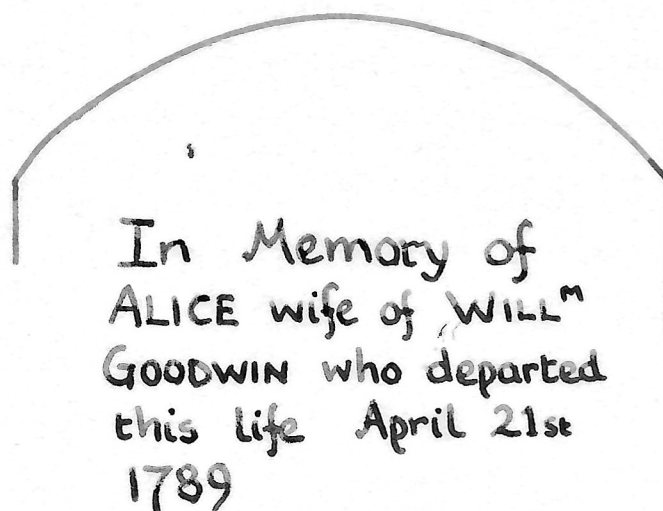 In Memory of
ALICE wife of WILLᵐ
GOODWIN who departed
this life April 21st
1789